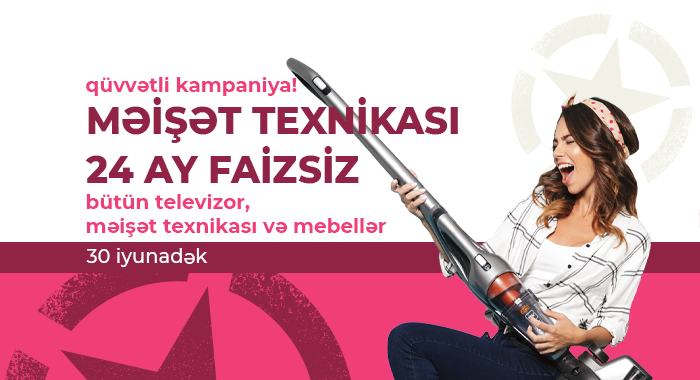 qüvvətli kampaniya!
MƏİŞƏT TEXNİKASI
24 AY FAİZSİZ
bütün televizor,
məişət texnikası və mebellər
30 iyunadək